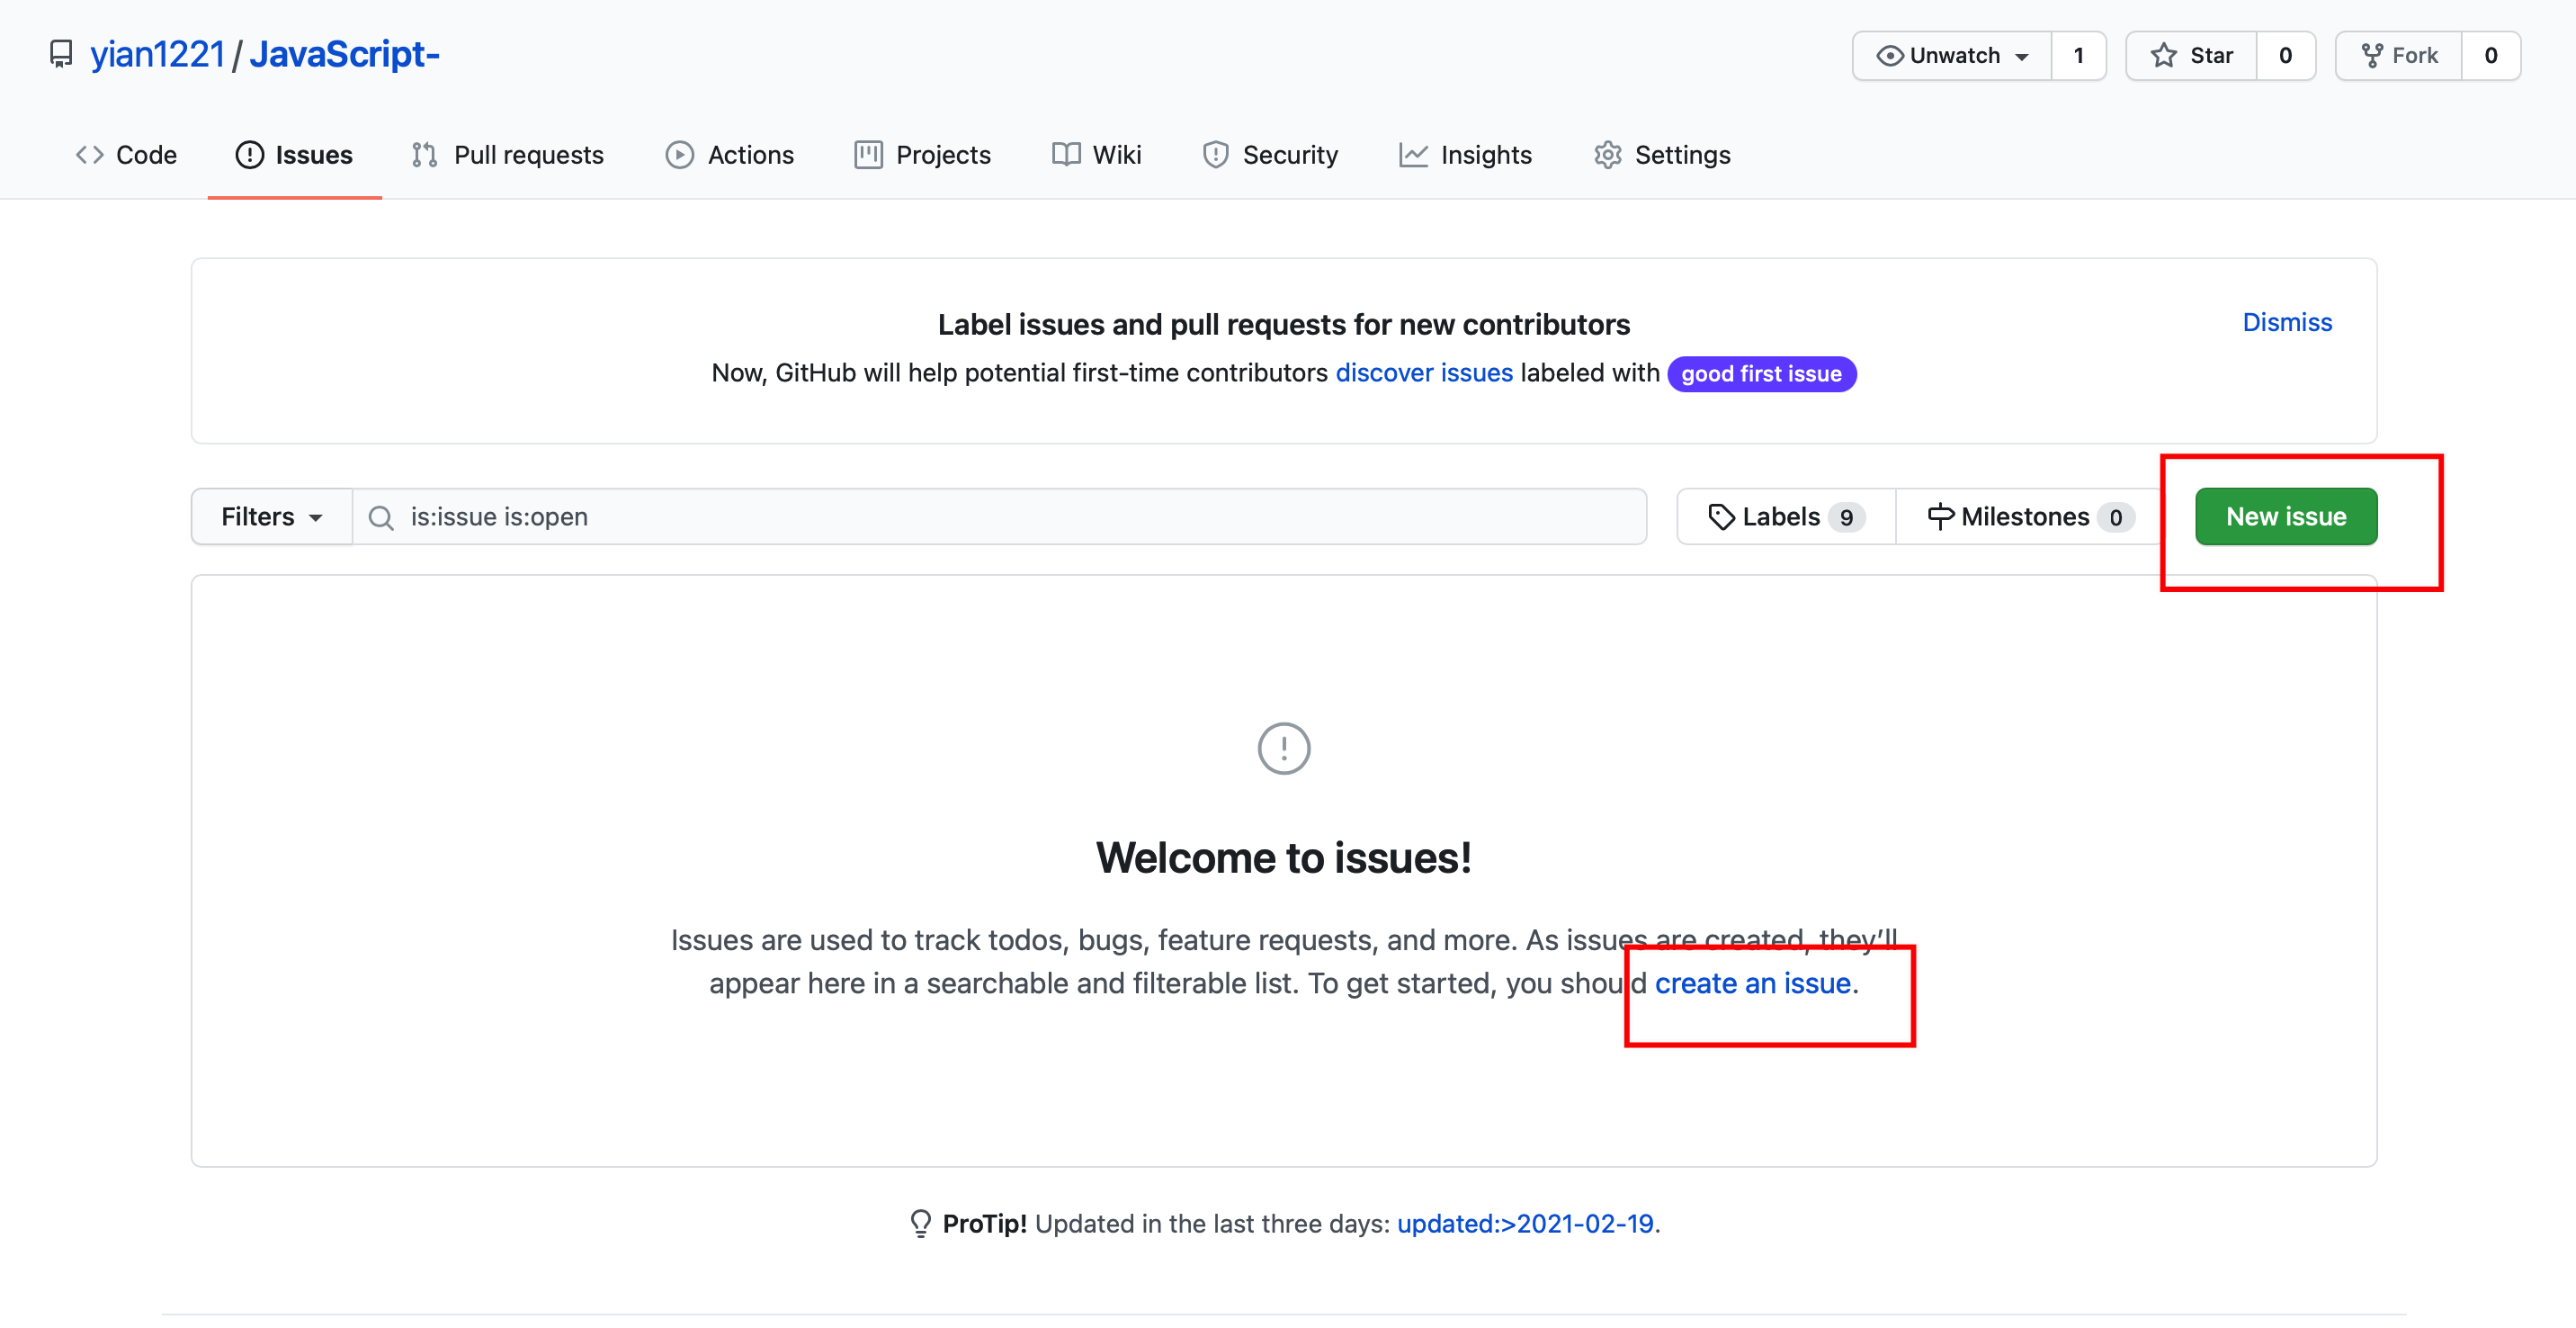 yian1221 / JavaScript-
Unwatch 1 Star 0 Fork 0
Code Issues Pull requests Actions Projects Wiki Security Insights Settings
Label issues and pull requests for new contributors
Dismiss
Now, GitHub will help potential first-time contributors discover issues labeled with good first issue
Filters is:issue is:open Labels 9 Milestones 0 New issue
Welcome to issues!
Issues are used to track todos, bugs, feature requests, and more. As issues are created, they’ll
appear here in a searchable and filterable list. To get started, you should create an issue.
ProTip! Updated in the last three days: updated:>2021-02-19.